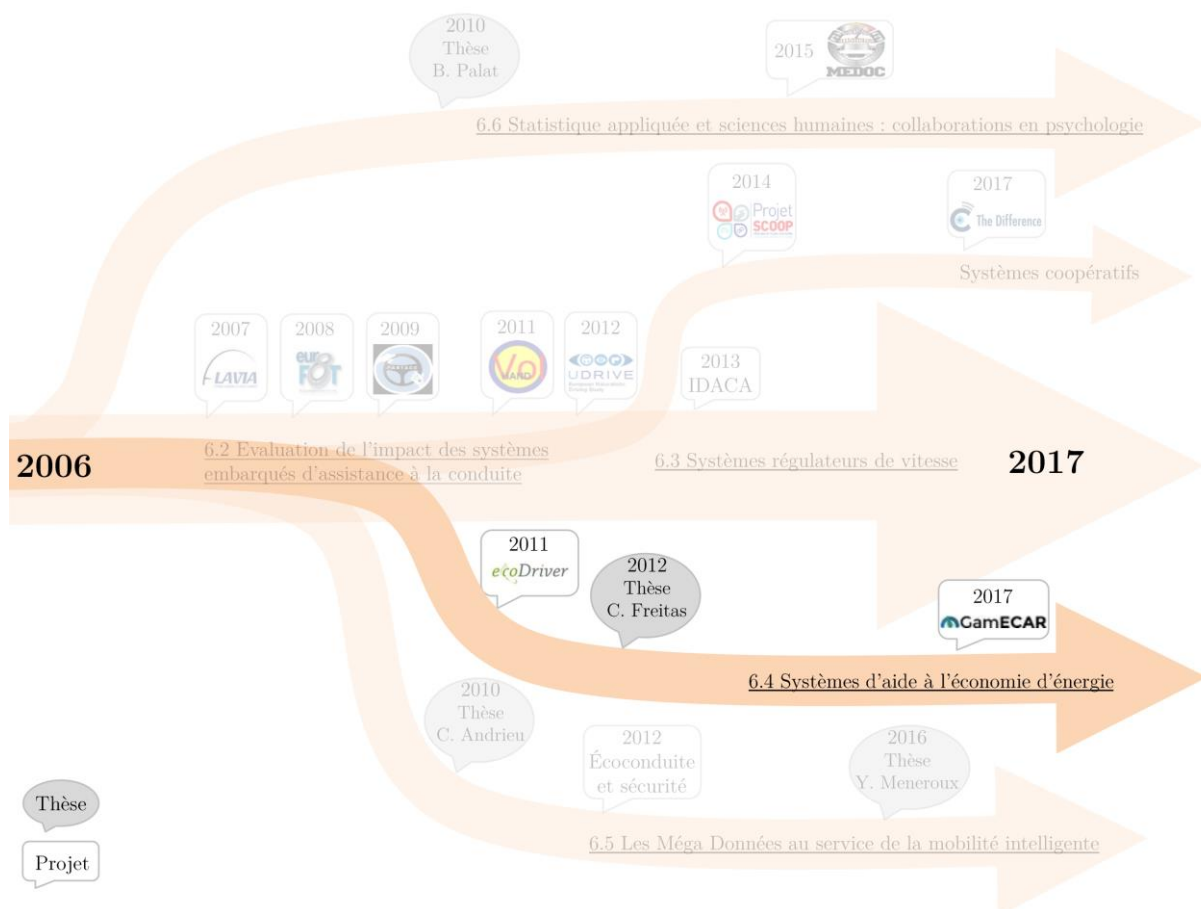 2010
Thèse
B. Palat
2015
MEDOC
6.6 Statistique appliquée et sciences humaines : collaborations en psychologie
2014
Projet
SCOOP
2017
The Difference
Systèmes coopératifs
2007
LAVIA
2008
euro
FOT
2009
PARTAGE
2011
Vol
2012
UDRIVE
2013
IDACA
6.2 Evaluation de l'impact des systèmes
embarqués d'assistance à la conduite
6.3 Systèmes régulateurs de vitesse
2006
2017
2011
ecoDriver
2012
Thèse
C. Freitas
2017
GamECAR
6.4 Systèmes d'aide à l'économie d'énergie
2010
Thèse
C. Andrieu
2012
Écoconduite
et sécurité
2016
Thèse
Y. Meneroux
6.5 Les Méga Données au service de la mobilité intelligente
Thèse
Projet